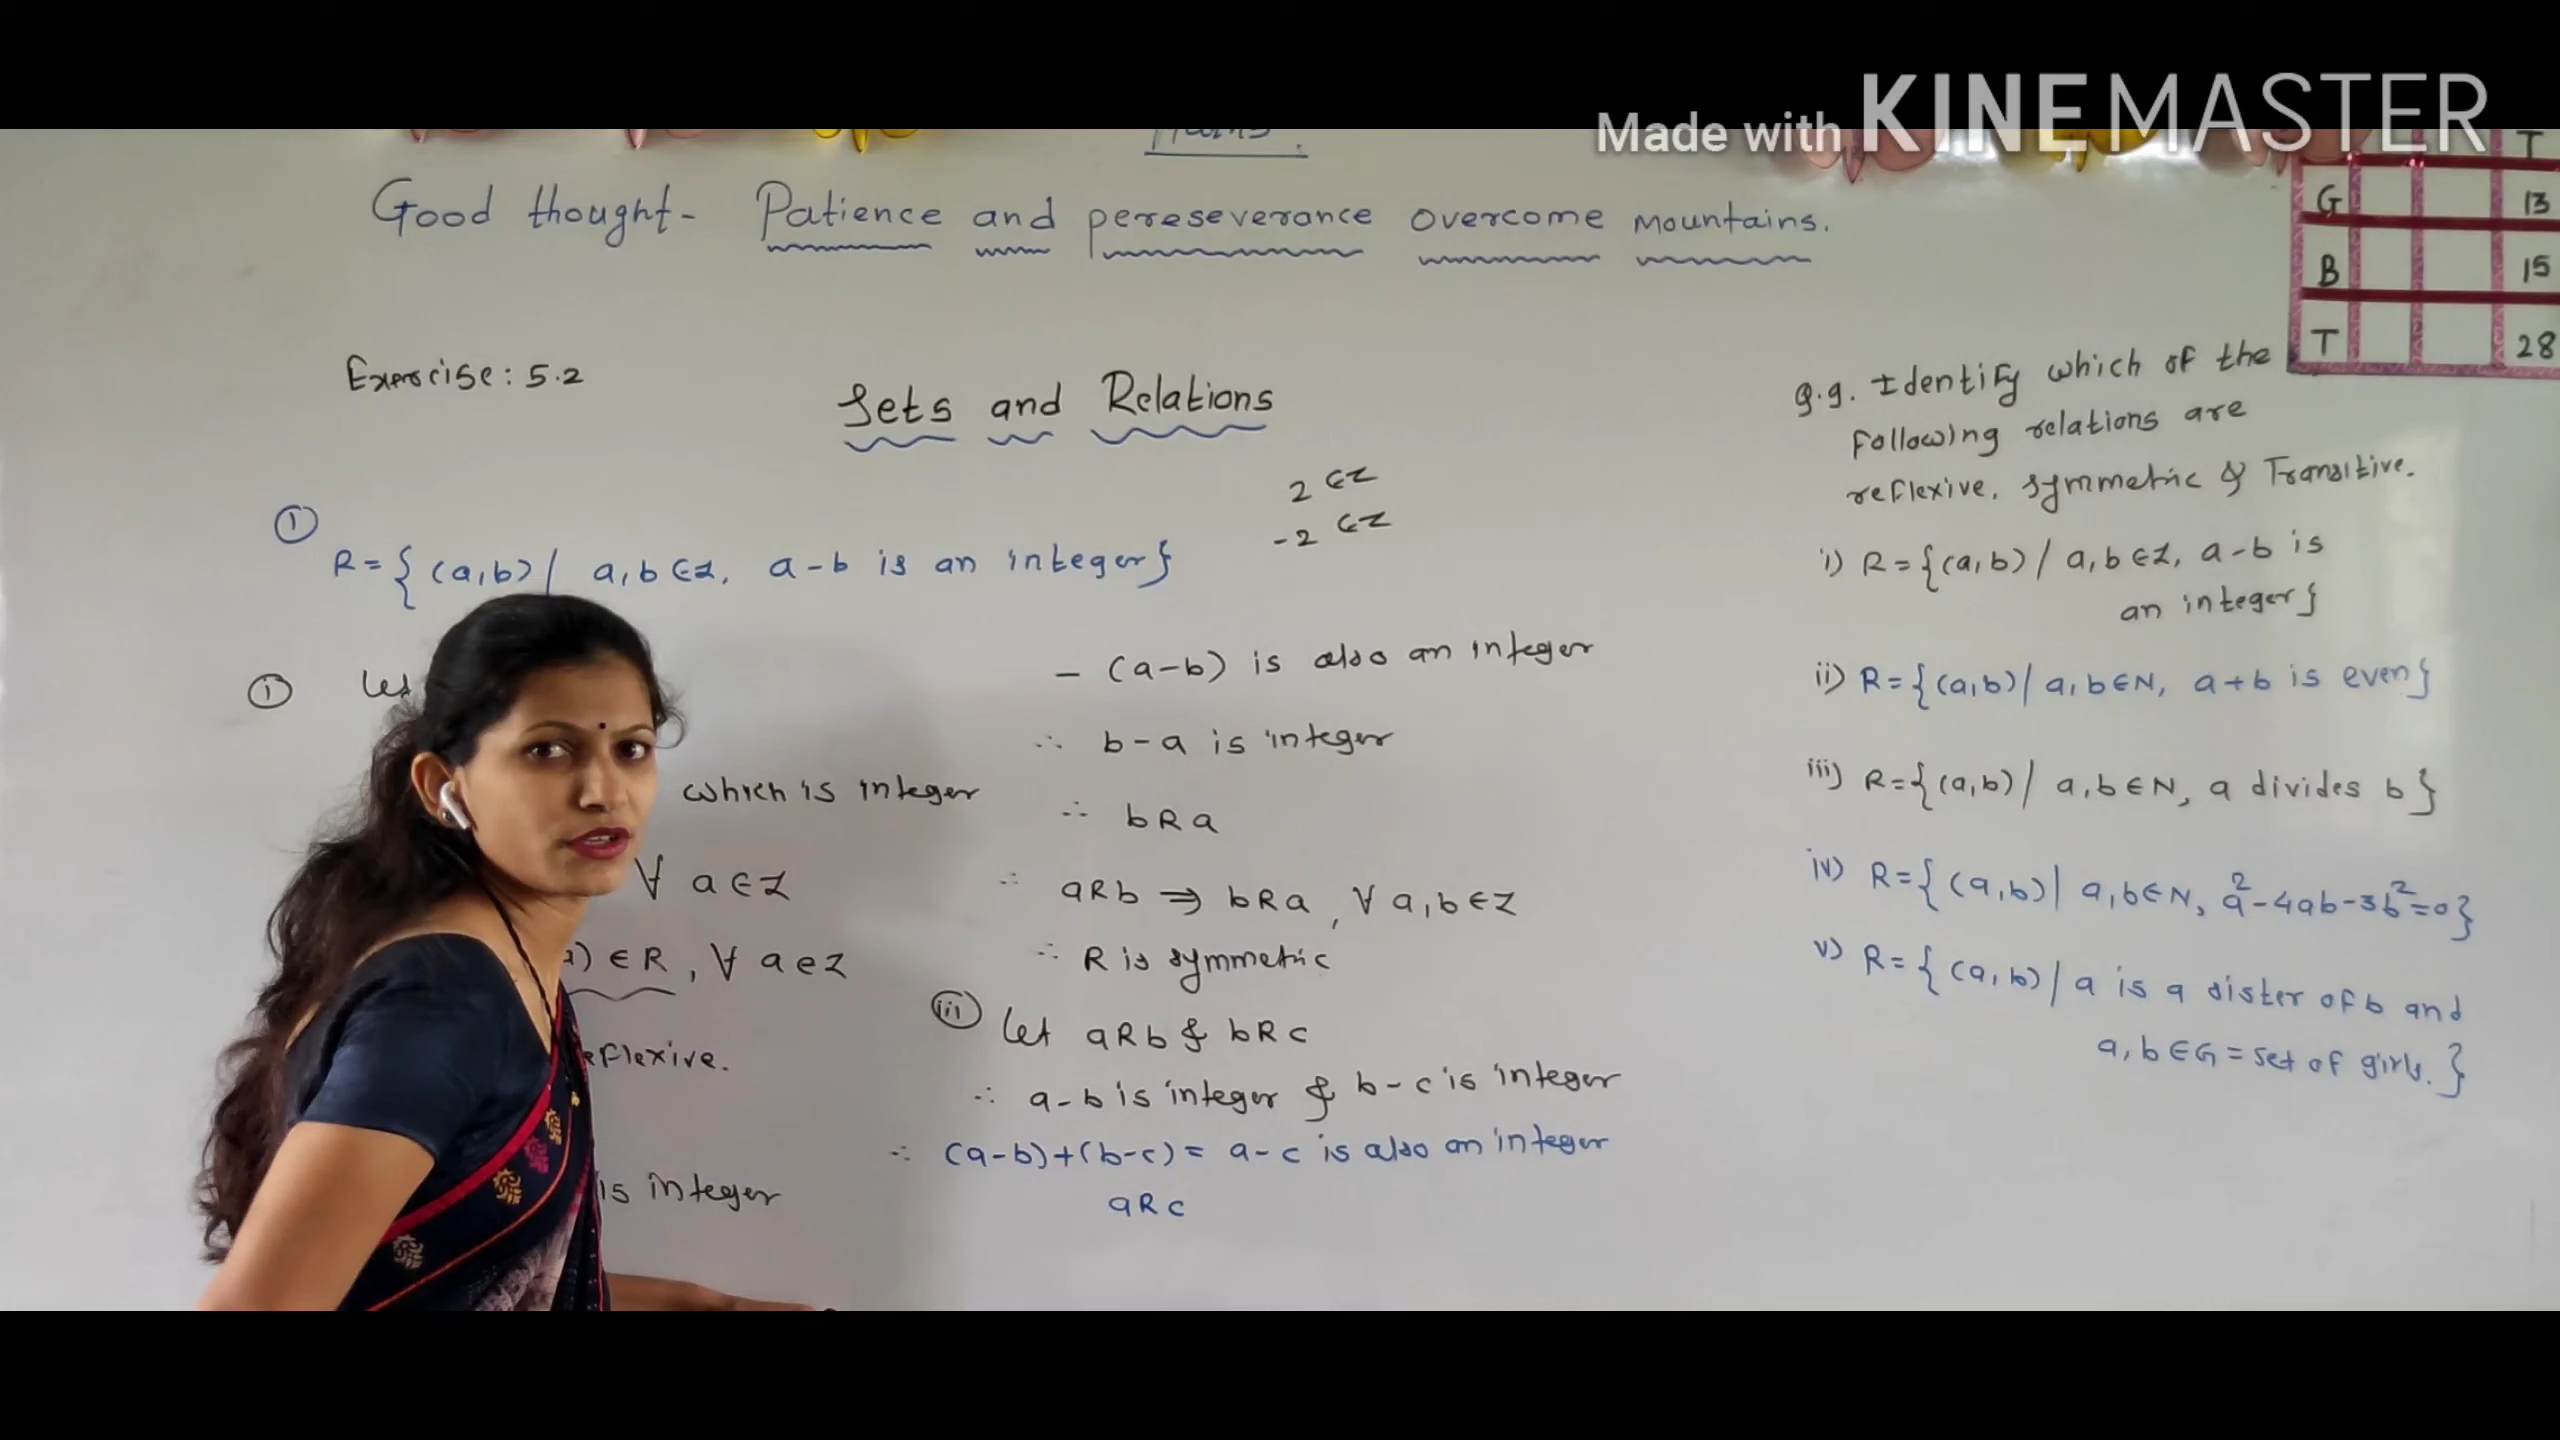 Made with KINEMASTER
Good thought- Patience and pereseverance overcome mountains.
T
G 13
B 15
T 28
Exercise: 5.2
Sets and Relations
2 ∈Z
-2 ∈Z
① R={(a,b)/ a,b∈Z, a-b is an integer}
① Let
which is integer
∀ a∈Z
a) ∈R, ∀ a∈Z
eflexive.
is integer
- (a-b) is also an integer
∴ b-a is integer
∴ bRa
∴ aRb ⇒ bRa, ∀ a,b∈Z
∴ R is symmetric
(iii) Let aRb & bRc
∴ a-b is integer & b-c is integer
∴ (a-b)+(b-c)= a-c is also an integer
aRc
Q.9. Identify which of the
following relations are
reflexive, symmetric & Transitive.
i) R={(a,b)/ a,b∈Z, a-b is
an integer}
ii) R={(a,b)/ a,b∈N, a+b is even}
iii) R={(a,b)/ a,b∈N, a divides b}
iv) R={(a,b)| a,b∈N, a²-4ab-3b²=0}
v) R={(a,b)/ a is a sister of b and
a,b∈G=set of girls.}